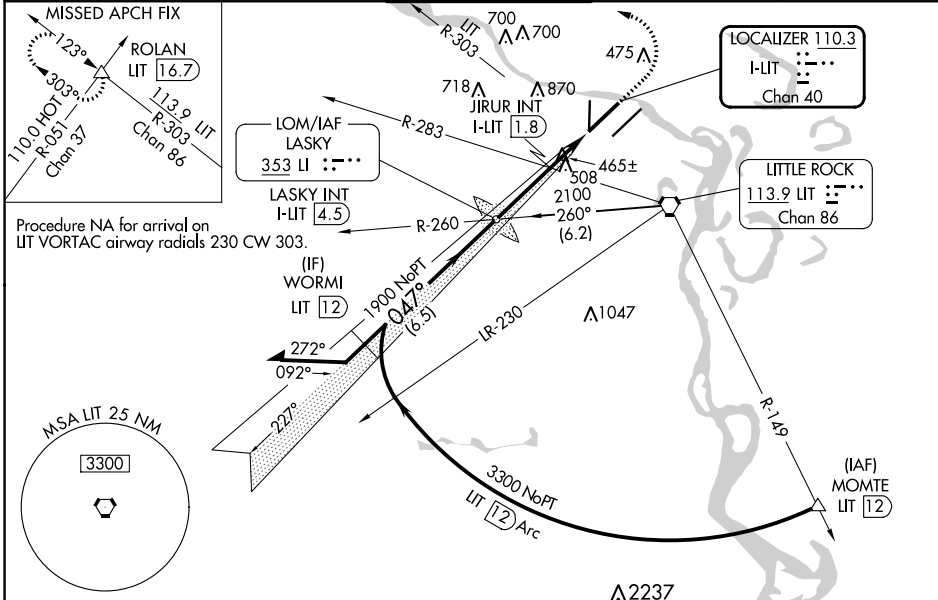 MISSED APCH FIX
123°
ROLAN
LIT 16.7
303°
110.0 HOT
R-051
Chan 37
113.9 LIT
R-303
Chan 86
Procedure NA for arrival on
LIT VORTAC airway radials 230 CW 303.
LIT
R-303
700
700
475
718
870
LOCALIZER 110.3
I-LIT
Chan 40
JIRUR INT
I-LIT 1.8
R-283
LOM/IAF
LASKY
353 LI
LASKY INT
I-LIT 4.5
465±
508
2100
260°
(6.2)
LITTLE ROCK
113.9 LIT
Chan 86
R-260
(IF)
WORMI
LIT 12
1900 NoPT
047°
(6.5)
LR-230
1047
272°
092°
227°
R-149
MSA LIT 25 NM
3300
3300 NoPT
LIT 12 Arc
(IAF)
MOMTE
LIT 12
2237